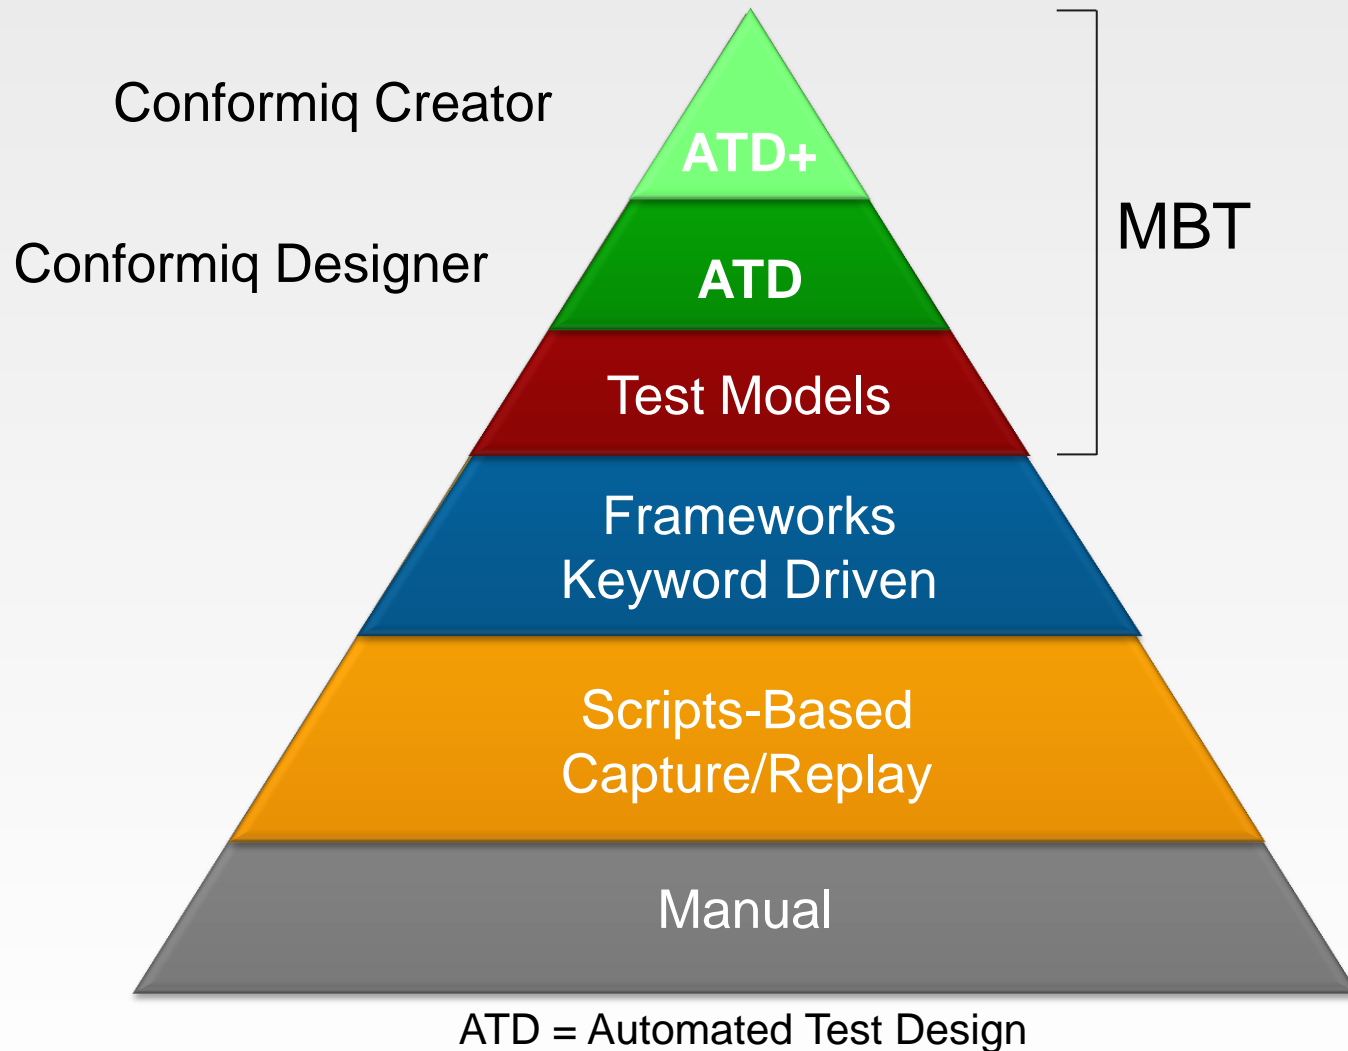 Conformiq Creator
ATD+
MBT
Conformiq Designer
ATD
Test Models
Frameworks
Keyword Driven
Scripts-Based
Capture/Replay
Manual
ATD = Automated Test Design